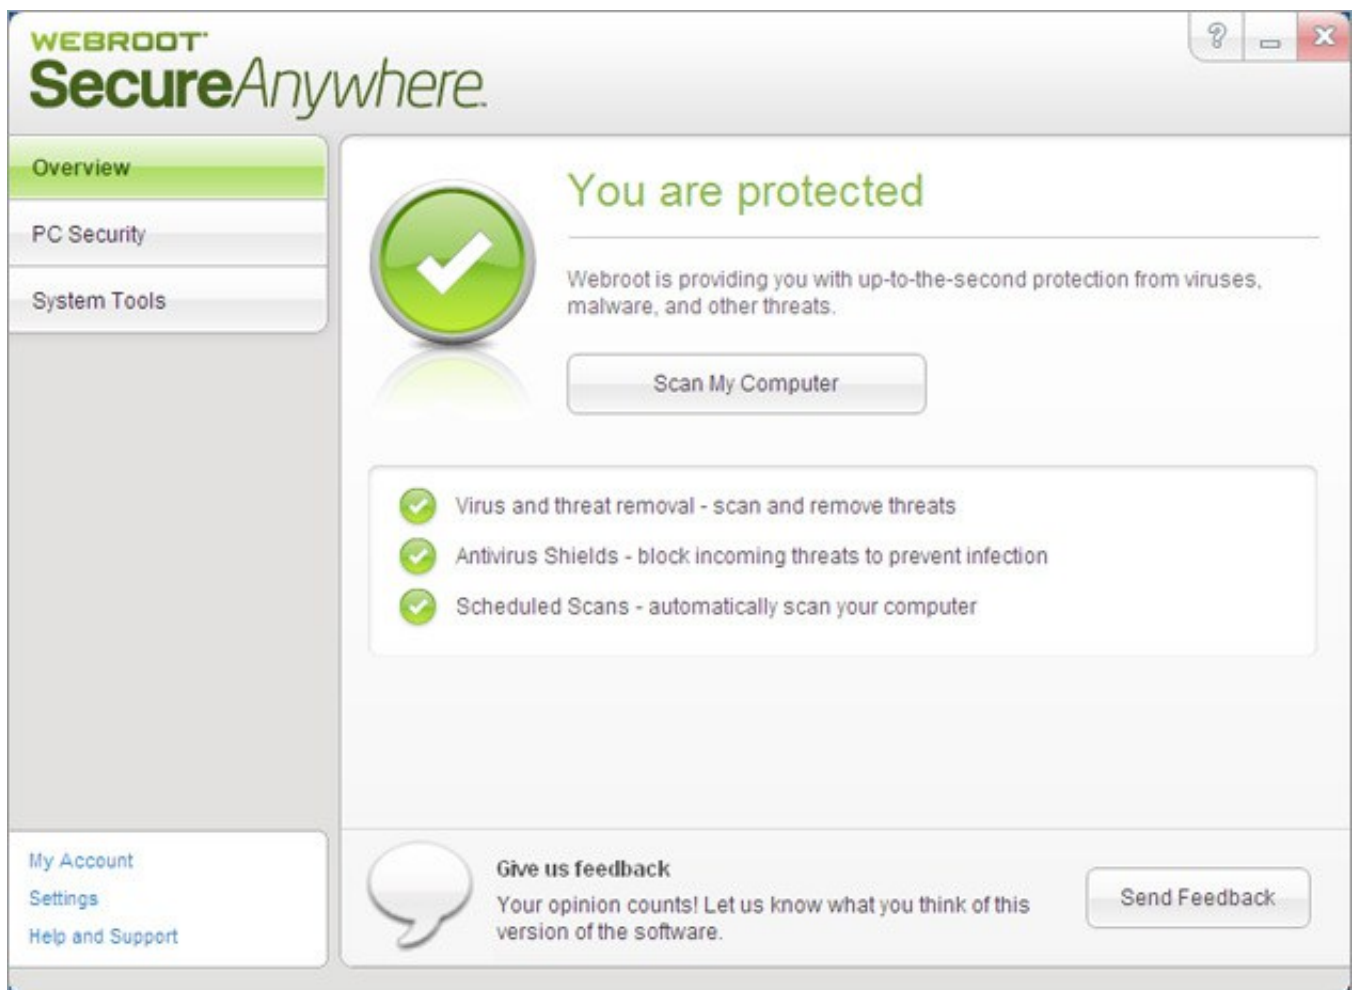 WEBROOT
SecureAnywhere.
Overview
PC Security
System Tools
You are protected
Webroot is providing you with up-to-the-second protection from viruses,
malware, and other threats.
Scan My Computer
Virus and threat removal - scan and remove threats
Antivirus Shields - block incoming threats to prevent infection
Scheduled Scans - automatically scan your computer
My Account
Settings
Help and Support
Give us feedback
Your opinion counts! Let us know what you think of this
version of the software.
Send Feedback